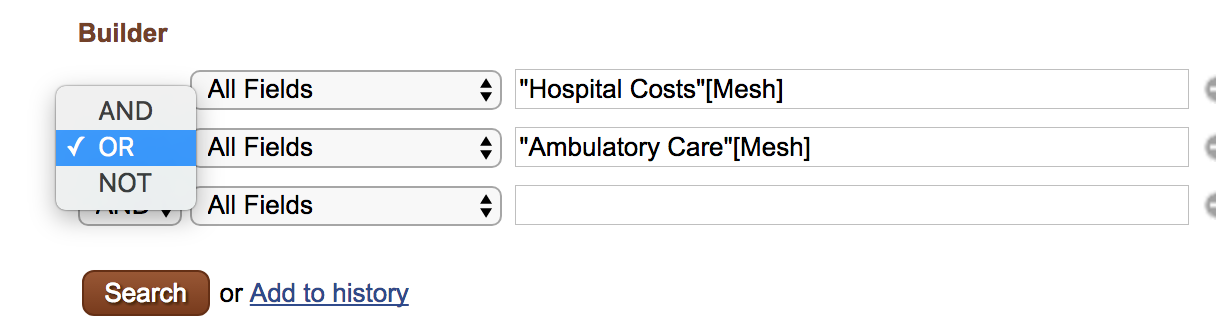 Builder
All Fields "Hospital Costs"[Mesh]
AND
✓ OR All Fields "Ambulatory Care"[Mesh]
NOT
AND All Fields
Search or Add to history